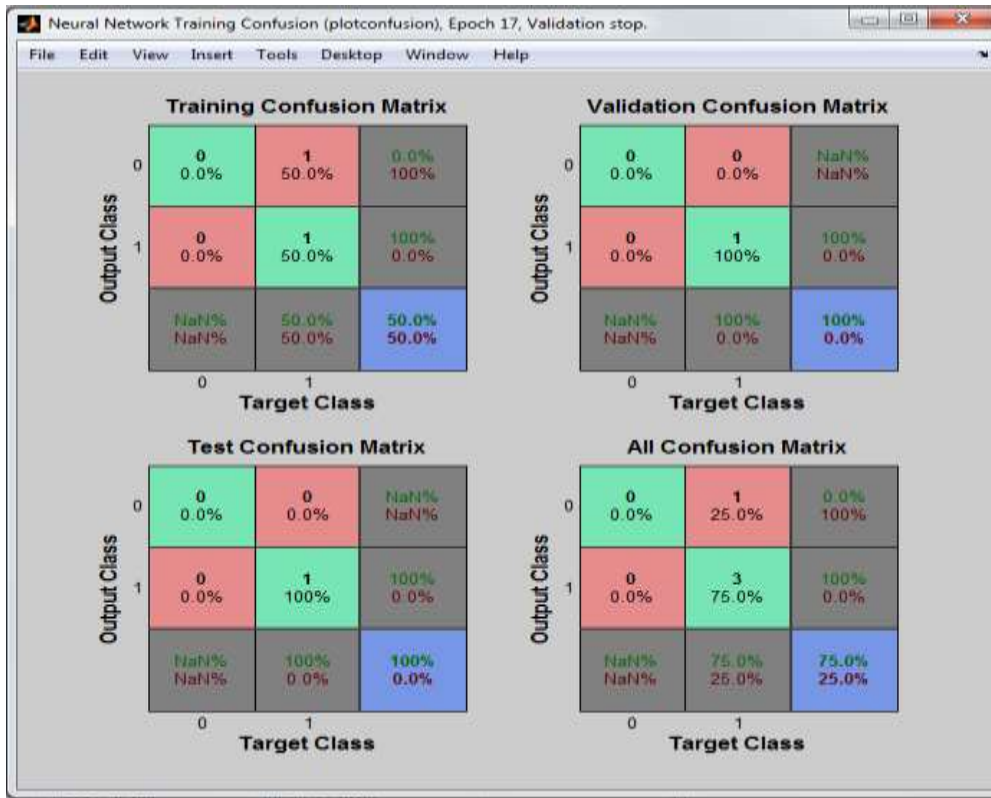 Neural Network Training Confusion (plotconfusion), Epoch 17, Validation stop.
File Edit View Insert Tools Desktop Window Help
Training Confusion Matrix
0 0 1 0.0%
0.0% 50.0% 100%
1 0 1 100%
0.0% 50.0% 0.0%
NaN% 50.0% 50.0%
NaN% 50.0% 50.0%
0 1
Output Class
Target Class
Validation Confusion Matrix
0 0 0 NaN%
0.0% 0.0% NaN%
1 0 1 100%
0.0% 100% 0.0%
NaN% 100% 100%
NaN% 0.0% 0.0%
0 1
Output Class
Target Class
Test Confusion Matrix
0 0 0 NaN%
0.0% 0.0% NaN%
1 0 1 100%
0.0% 100% 0.0%
NaN% 100% 100%
NaN% 0.0% 0.0%
0 1
Output Class
Target Class
All Confusion Matrix
0 0 1 0.0%
0.0% 25.0% 100%
1 0 3 100%
0.0% 75.0% 0.0%
NaN% 75.0% 75.0%
NaN% 25.0% 25.0%
0 1
Output Class
Target Class